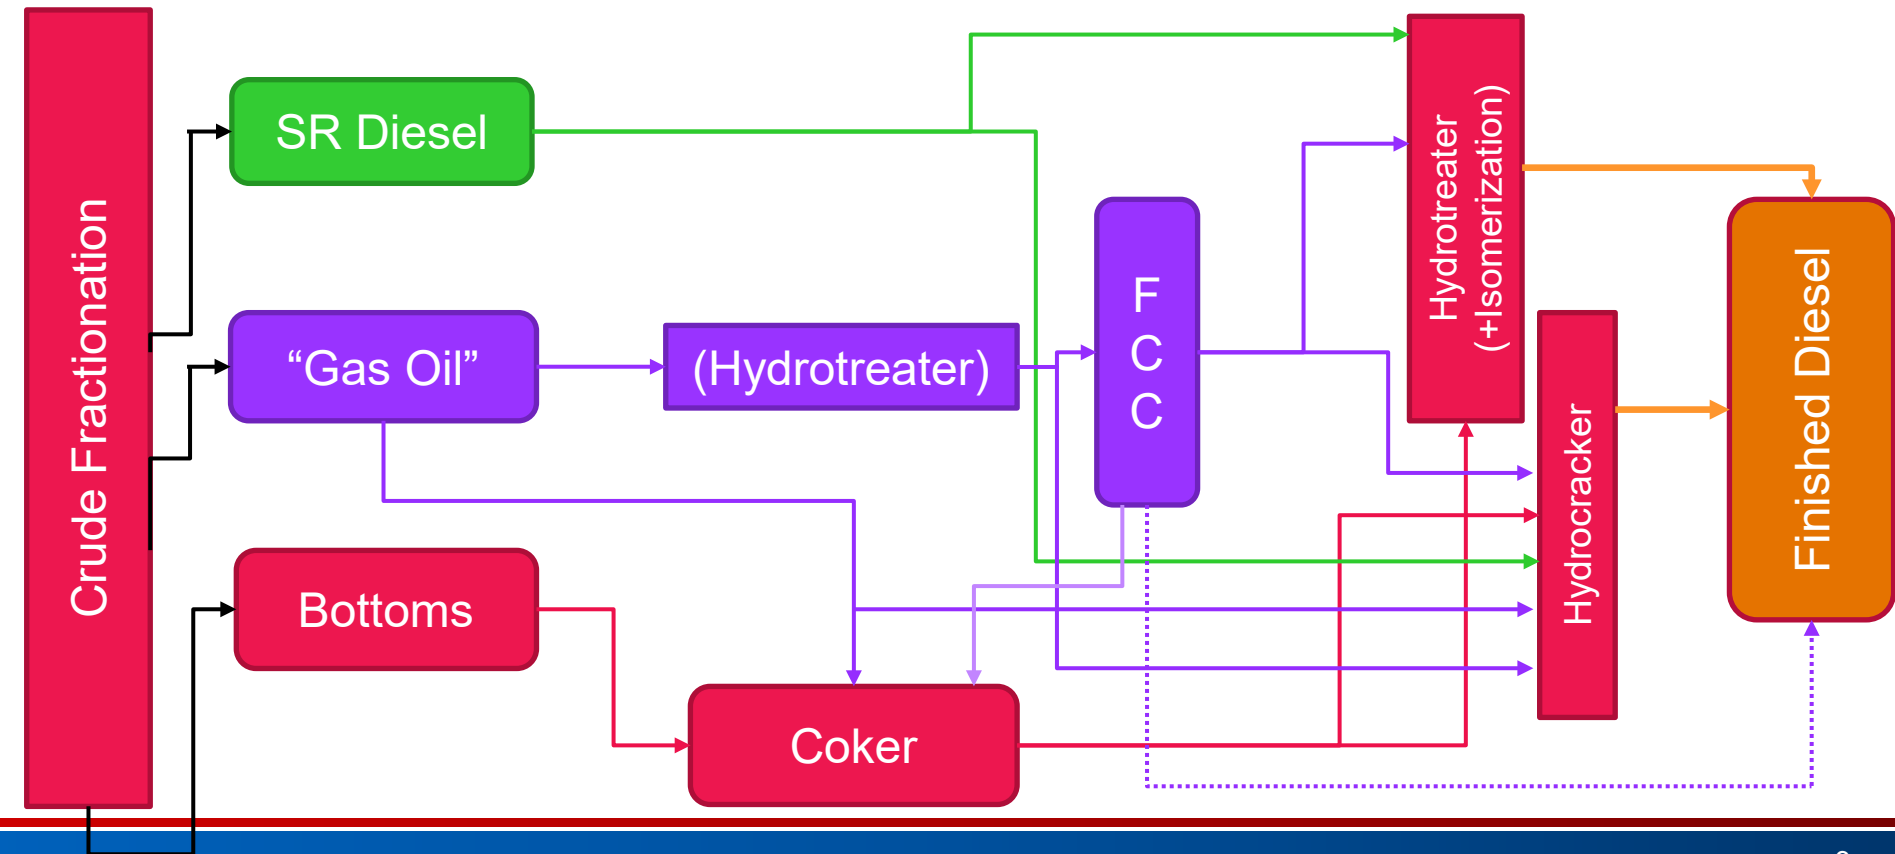 Crude Fractionation
SR Diesel
“Gas Oil”
(Hydrotreater)
Bottoms
Coker
F
C
C
Hydrotreater
(+Isomerization)
Hydrocracker
Finished Diesel